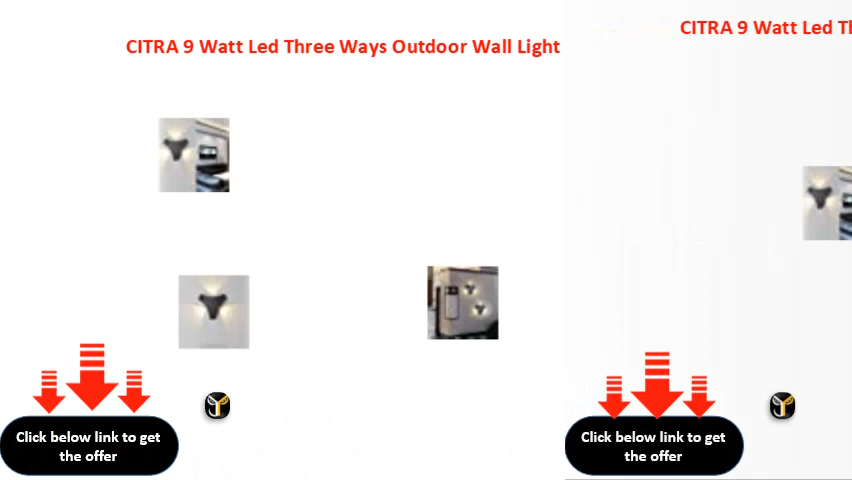 CITRA 9 Watt Led Three Ways Outdoor Wall Light
CITRA 9 Watt Led
Click below link to get
the offer
Click below link to get
the offer